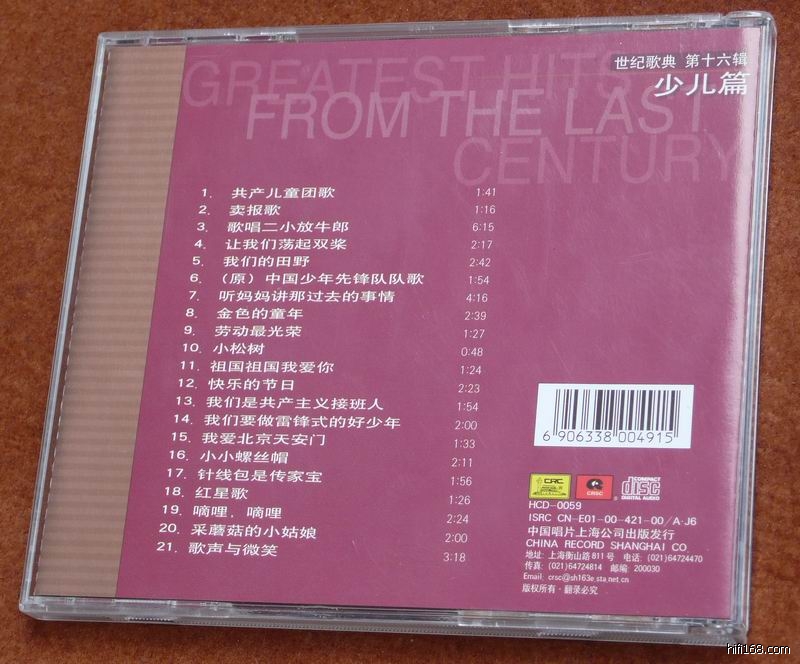 GREATEST HITS
FROM THE LAST
CENTURY
世纪歌典 第十六辑
少儿篇
1. 共产儿童团歌 1:41
2. 卖报歌 1:16
3. 歌唱二小放牛郎 6:15
4. 让我们荡起双桨 2:17
5. 我们的田野 2:42
6. （原）中国少年先锋队队歌 1:54
7. 听妈妈讲那过去的事情 4:16
8. 金色的童年 2:39
9. 劳动最光荣 1:27
10. 小松树 0:48
11. 祖国祖国我爱你 1:24
12. 快乐的节日 2:23
13. 我们是共产主义接班人 1:54
14. 我们要做雷锋式的好少年 2:00
15. 我爱北京天安门 1:33
16. 小小螺丝帽 2:11
17. 针线包是传家宝 1:56
18. 红星歌 1:26
19. 嘀哩，嘀哩 2:24
20. 采蘑菇的小姑娘 2:00
21. 歌声与微笑 3:18
6 906338 004915
CRC
CRSC
COMPACT
disc
DIGITAL AUDIO
HCD-0059
ISRC CN-E01-00-421-00/A·J6
中国唱片上海公司出版发行
CHINA RECORD SHANGHAI CO.
地址: 上海衡山路811号 电话: (021)64724470
传真: (021)64724814 邮编: 200030
Email: crsc@sh163e.sta.net.cn
版权所有·翻录必究
hifi168.com